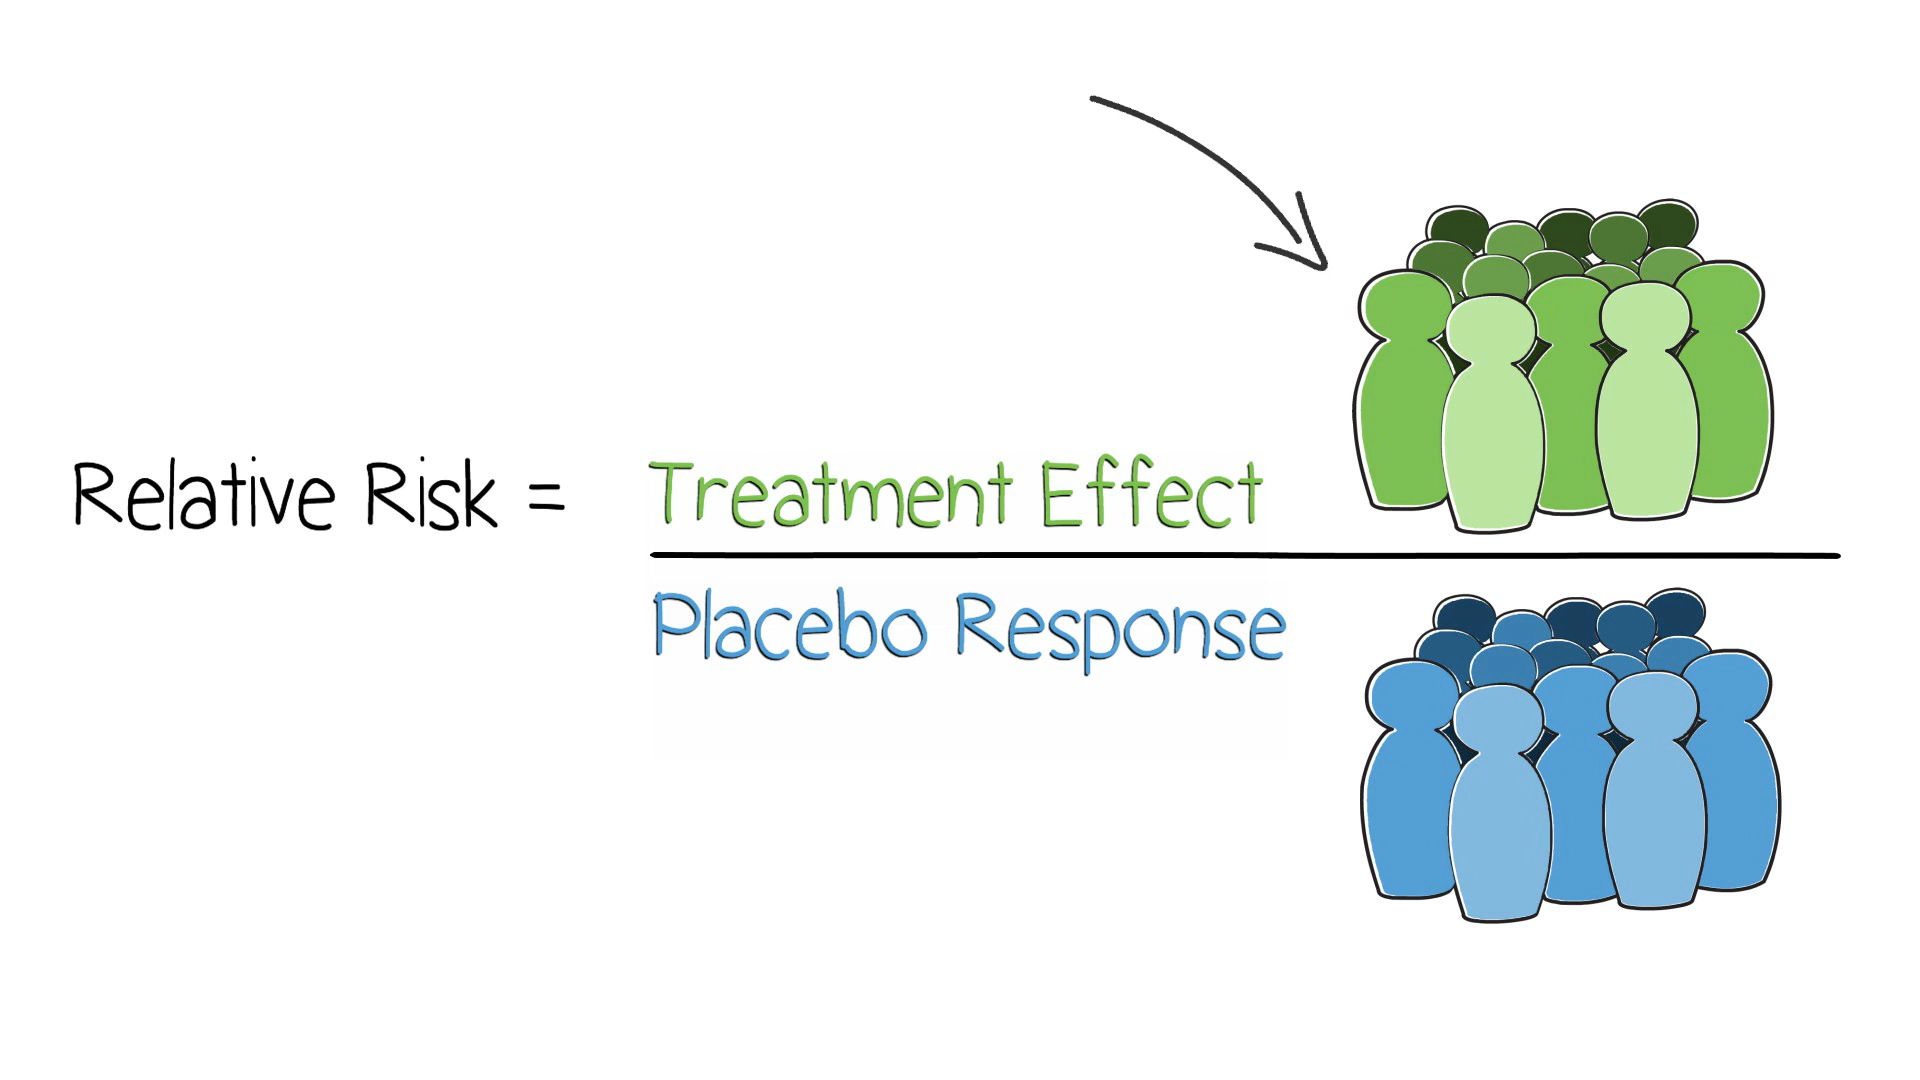 Relative Risk =
Treatment Effect
Placebo Response